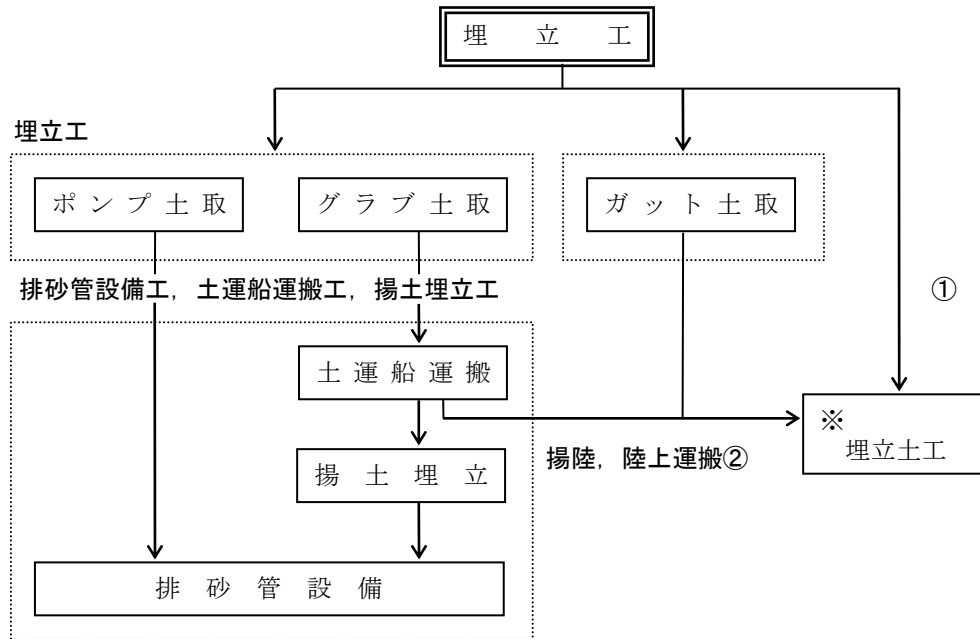 埋立工
埋立工
ポンプ土取
グラブ土取
ガット土取
排砂管設備工，土運船運搬工，揚土埋立工
①
土運船運搬
※
埋立土工
揚陸，陸上運搬②
揚土埋立
排砂管設備